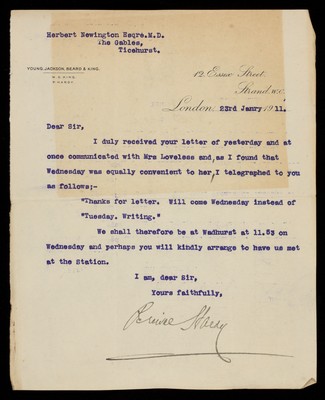 Herbert Newington Esqre.M.D.
The Gables,
Ticehurst.
YOUNG, JACKSON, BEARD & KING.
12, Essex Street,
Strand, W.C.
London, 23rd Janry, 1911.
Dear Sir,
I duly received your letter of yesterday and at
once communicated with Mrs Loveless and, as I found that
Wednesday was equally convenient to her, I telegraphed to you
as follows;-
"Thanks for letter. Will come Wednesday instead of
"Tuesday. Writing."
We shall therefore be at Wadhurst at 11.53 on
Wednesday and perhaps you will kindly arrange to have us met
at the Station.
I am, dear Sir,
Yours faithfully,